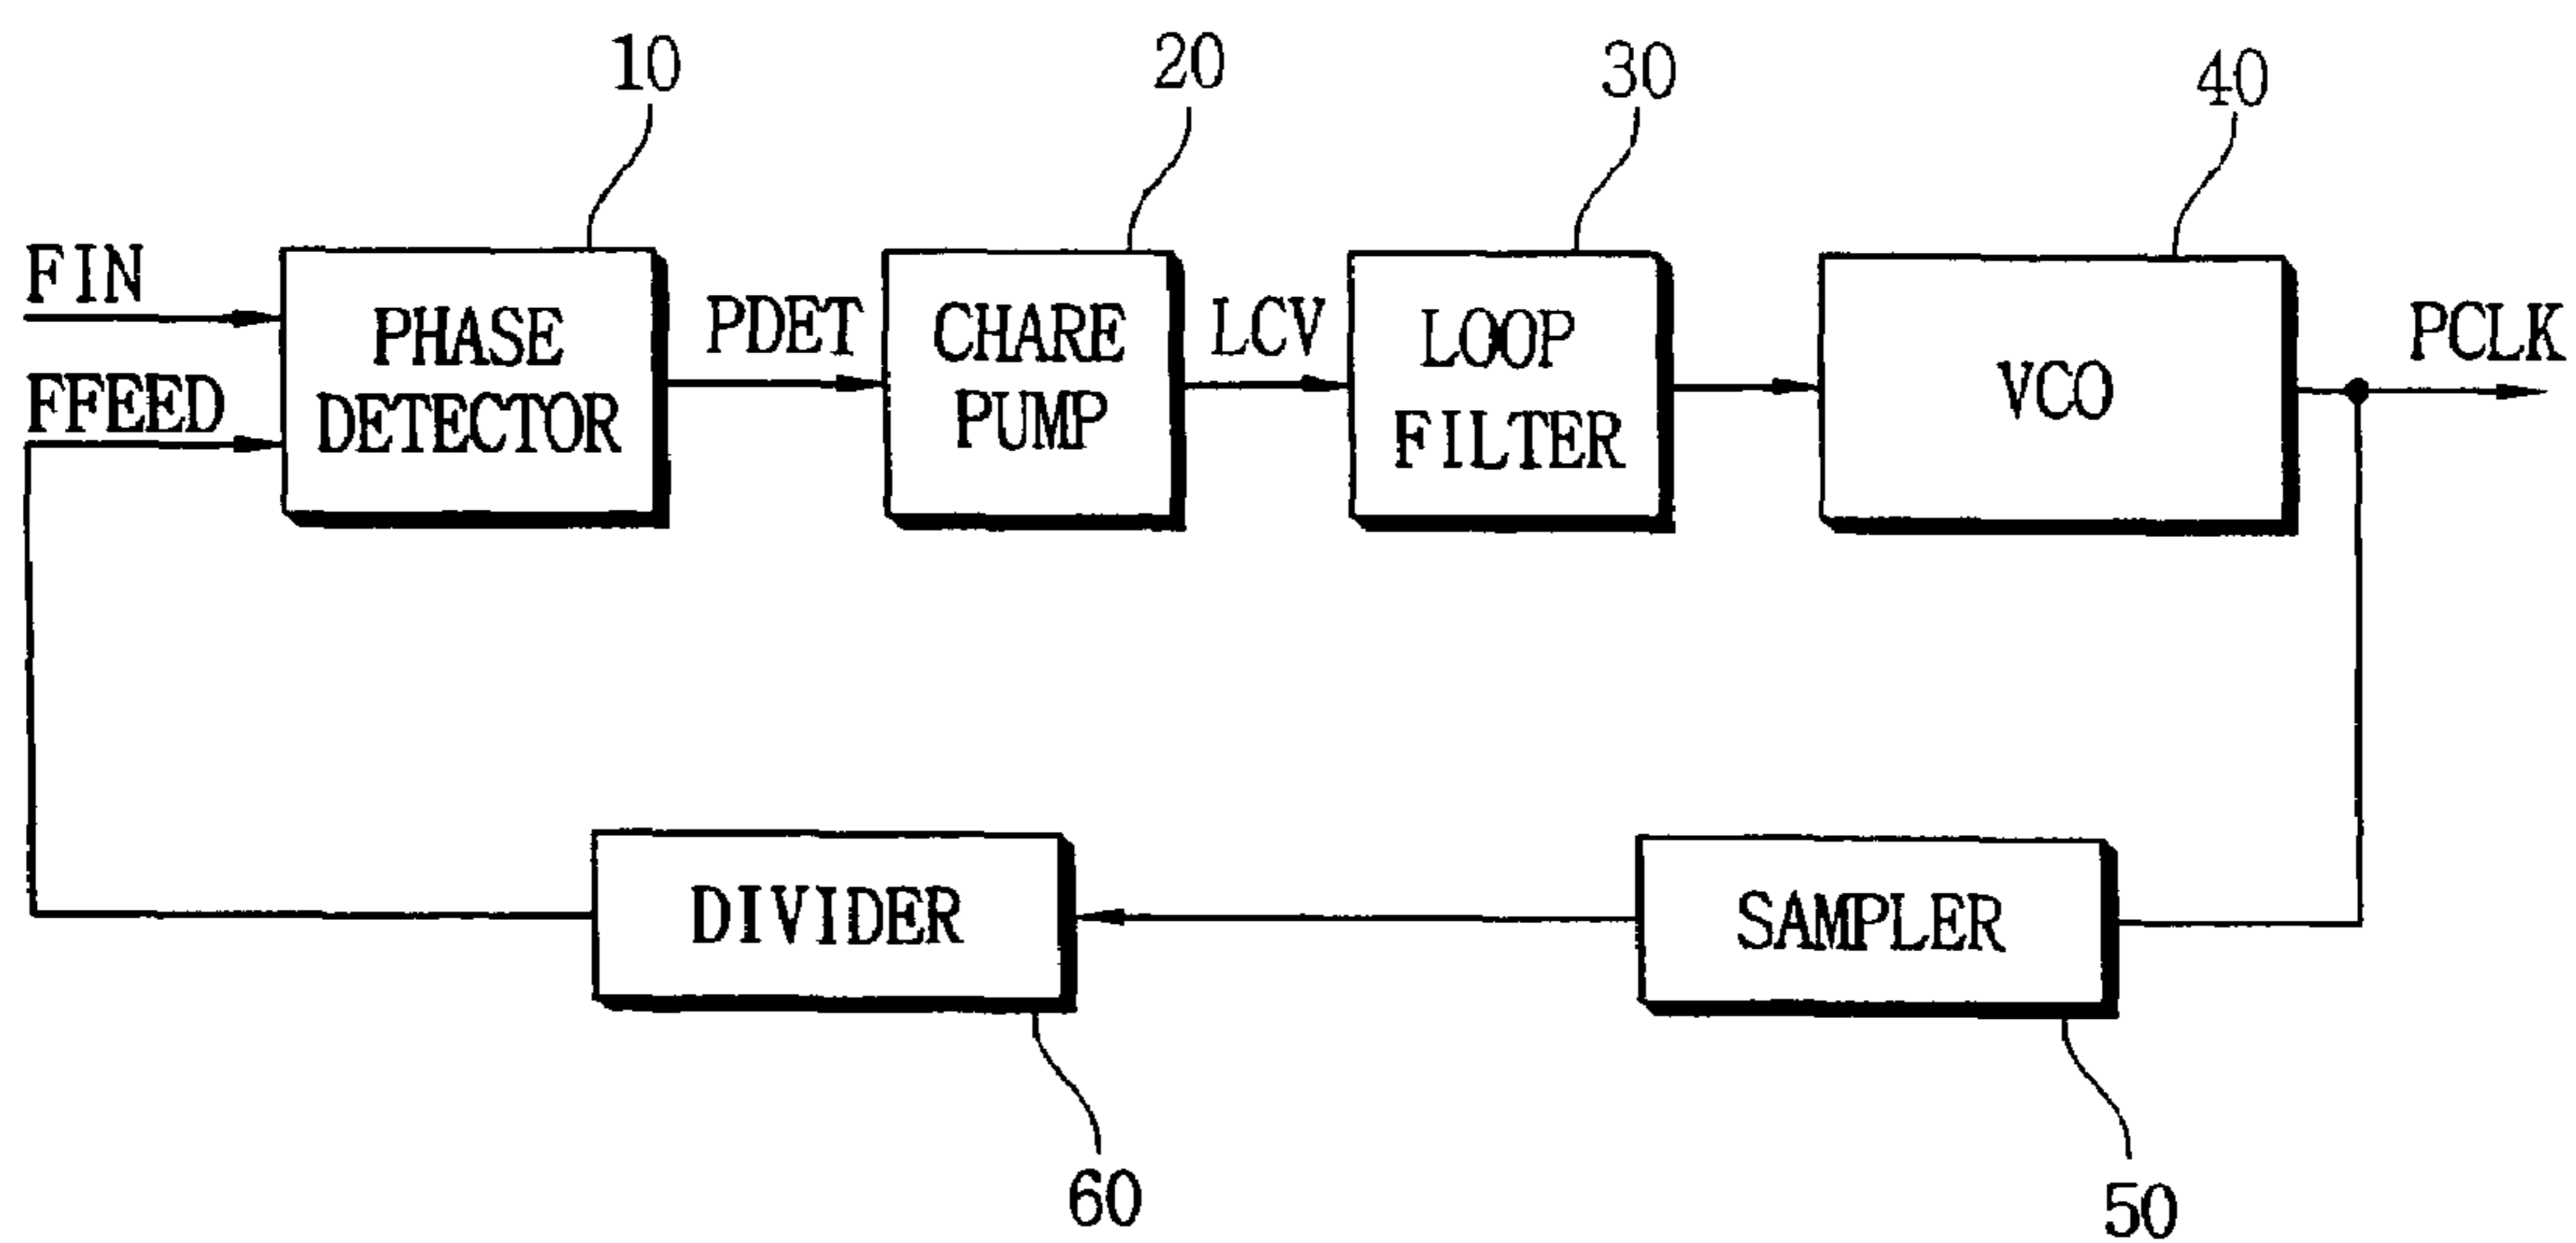 10
20
30
40
FIN
FFEED
PHASE
DETECTOR
PDET
CHARE
PUMP
LCV
LOOP
FILTER
VCO
PCLK
DIVIDER
SAMPLER
60
50